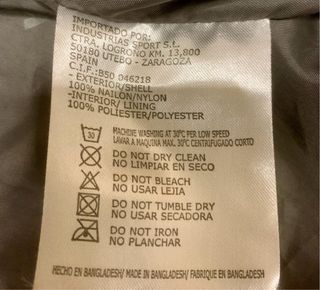 IMPORTADO POR:
INDUSTRIAS SPORT S.L.
CTRA. LOGROÑO KM. 13,800
50180 UTEBO - ZARAGOZA
SPAIN
C.I.F.:B50 046218
- EXTERIOR/SHELL
100% NAILON/NYLON
-INTERIOR/ LINING
100% POLIESTER/POLYESTER
30
MACHINE WASHING AT 30ºC PER LOW SPEED
LAVAR A MAQUINA MAX. 30ºC CENTRIFUGADO CORTO
DO NOT DRY CLEAN
NO LIMPIAR EN SECO
DO NOT BLEACH
NO USAR LEJIA
DO NOT TUMBLE DRY
NO USAR SECADORA
DO NOT IRON
NO PLANCHAR
HECHO EN BANGLADESH/ MADE IN BANGLADESH/ FABRIQUE EN BANGLADESH